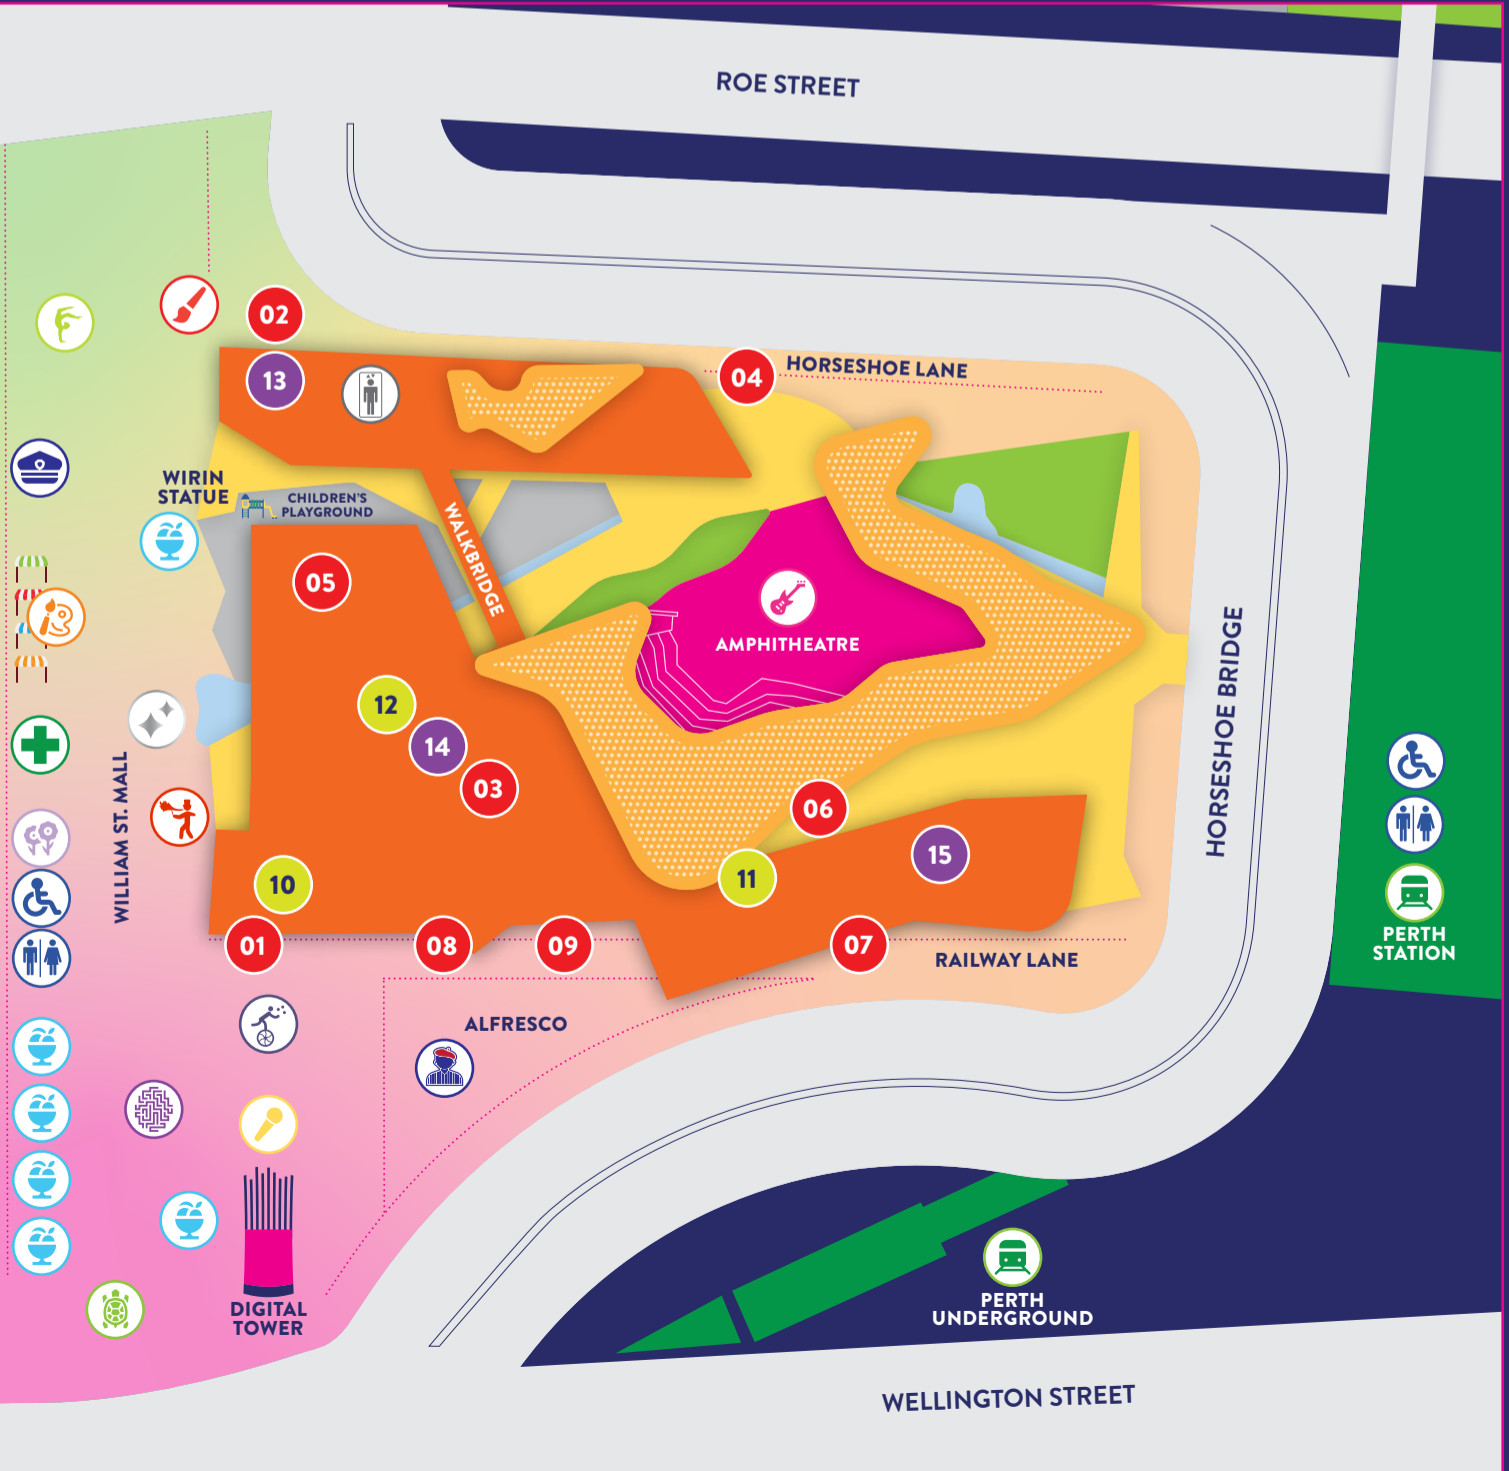 ROE STREET
02
13
04
HORSESHOE LANE
WIRIN
STATUE
CHILDREN'S
PLAYGROUND
WALKBRIDGE
05
AMPHITHEATRE
HORSESHOE BRIDGE
12
14
03
WILLIAM ST. MALL
06
15
11
10
01
08
09
07
RAILWAY LANE
PERTH
STATION
ALFRESCO
DIGITAL
TOWER
PERTH
UNDERGROUND
WELLINGTON STREET